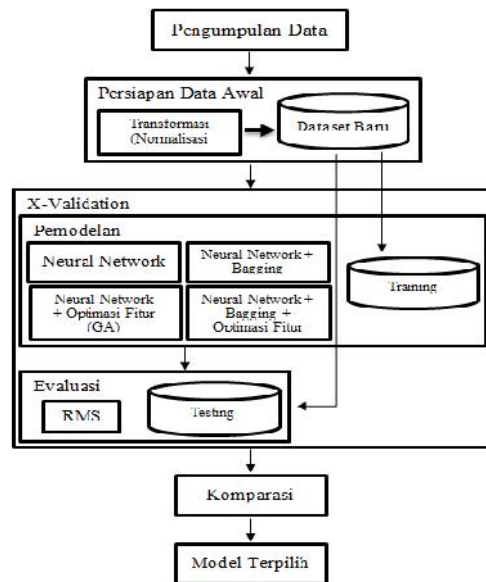 Pengumpulan Data
Persiapan Data Awal
Transformasi
(Normalisasi
Dataset Baru
X-Validation
Pemodelan
Neural Network
Neural Network +
Bagging
Neural Network
+ Optimasi Fitur
(GA)
Neural Network +
Bagging +
Optimasi Fitur
Training
Evaluasi
RMS
Testing
Komparasi
Model Terpilih